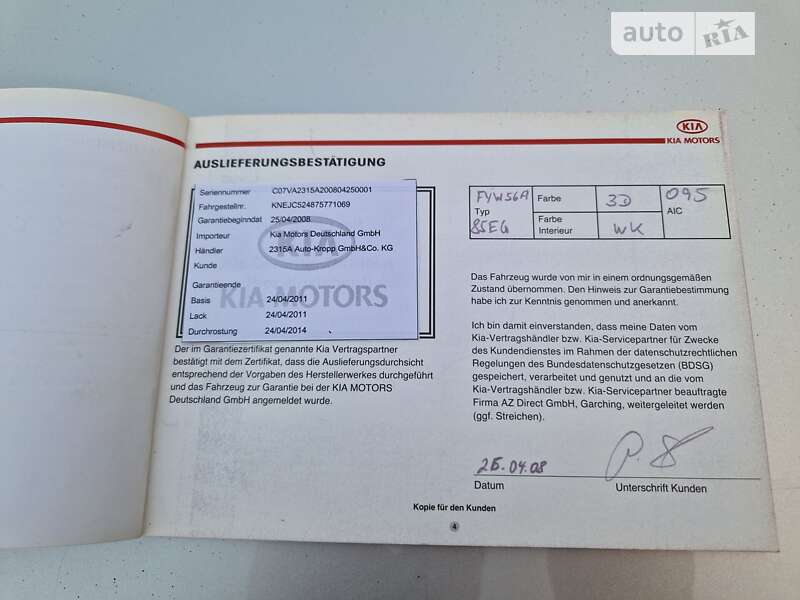 auto RIA
KIA
KIA MOTORS
AUSLIEFERUNGSBESTÄTIGUNG
Seriennummer C07VA2315A200804250001
Fahrgestellnr. KNEJC524875771069
Garantiebeginndat 25/04/2008
Importeur Kia Motors Deutschland GmbH
Händler 2315A Auto-Kropp GmbH&Co. KG
Kunde
Garantieende
Basis 24/04/2011
Lack 24/04/2011
Durchrostung 24/04/2014
KIA
KIA MOTORS
Der im Garantiezertifikat genannte Kia Vertragspartner
bestätigt mit dem Zertifikat, dass die Auslieferungsdurchsicht
entsprechend der Vorgaben des Herstellerwerkes durchgeführt
und das Fahrzeug zur Garantie bei der KIA MOTORS
Deutschland GmbH angemeldet wurde.
FYW56A Farbe 3D 095
Typ AIC
85EG Farbe Interieur WK
Das Fahrzeug wurde von mir in einem ordnungsgemäßen
Zustand übernommen. Den Hinweis zur Garantiebestimmung
habe ich zur Kenntnis genommen und anerkannt.
Ich bin damit einverstanden, dass meine Daten vom
Kia-Vertragshändler bzw. Kia-Servicepartner für Zwecke
des Kundendienstes im Rahmen der datenschutzrechtlichen
Regelungen des Bundesdatenschutzgesetzen (BDSG)
gespeichert, verarbeitet und genutzt und an die vom
Kia-Vertragshändler bzw. Kia-Servicepartner beauftragte
Firma AZ Direct GmbH, Garching, weitergeleitet werden
(ggf. Streichen).
25.04.08
Datum Unterschrift Kunden
Kopie für den Kunden
4